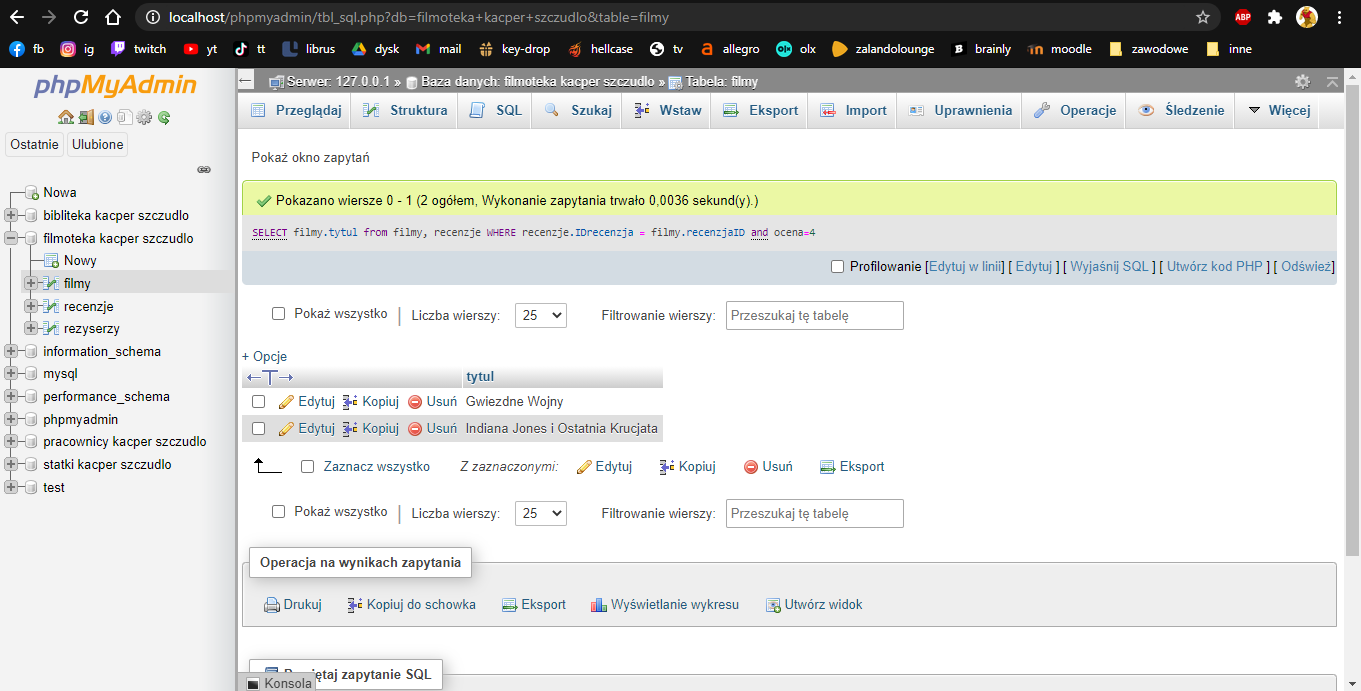 localhost/phpmyadmin/tbl_sql.php?db=filmoteka+kacper+szczudlo&table=filmy
ABP
fb ig twitch yt tt librus dysk mail key-drop hellcase tv allegro olx zalandolounge brainly moodle zawodowe inne
phpMyAdmin
Ostatnie Ulubione
Nowa
bibliteka kacper szczudlo
filmoteka kacper szczudlo
Nowy
filmy
recenzje
rezyserzy
information_schema
mysql
performance_schema
phpmyadmin
pracownicy kacper szczudlo
statki kacper szczudlo
test
Serwer: 127.0.0.1 » Baza danych: filmoteka kacper szczudlo » Tabela: filmy
Przeglądaj Struktura SQL Szukaj Wstaw Eksport Import Uprawnienia Operacje Śledzenie Więcej
Pokaż okno zapytań
Pokazano wiersze 0 - 1 (2 ogółem, Wykonanie zapytania trwało 0,0036 sekund(y).)
SELECT filmy.tytul from filmy, recenzje WHERE recenzje.IDrecenzja = filmy.recenzjaID and ocena=4
Profilowanie [Edytuj w linii] [ Edytuj ] [ Wyjaśnij SQL ] [ Utwórz kod PHP ] [ Odśwież]
Pokaż wszystko | Liczba wierszy: 25 Filtrowanie wierszy: Przeszukaj tę tabelę
+ Opcje
←T→ tytul
Edytuj Kopiuj Usuń Gwiezdne Wojny
Edytuj Kopiuj Usuń Indiana Jones i Ostatnia Krucjata
Zaznacz wszystko Z zaznaczonymi: Edytuj Kopiuj Usuń Eksport
Pokaż wszystko | Liczba wierszy: 25 Filtrowanie wierszy: Przeszukaj tę tabelę
Operacja na wynikach zapytania
Drukuj Kopiuj do schowka Eksport Wyświetlanie wykresu Utwórz widok
zapytanie SQL
Konsola